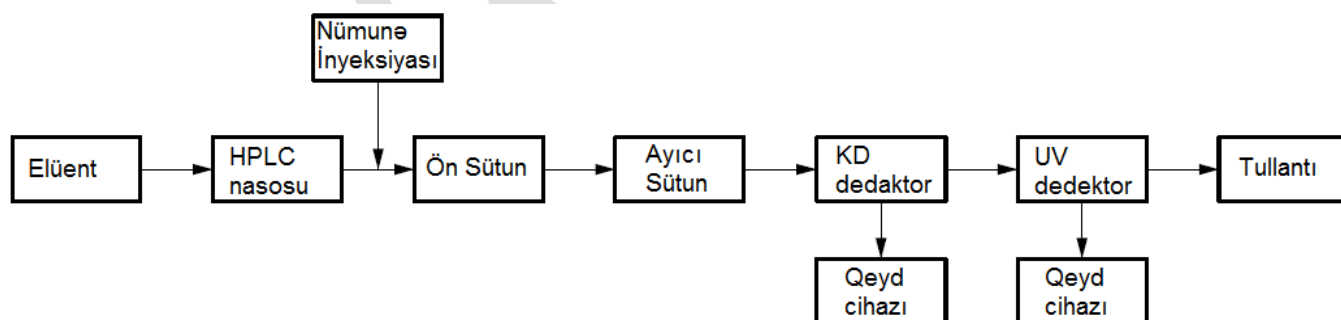 Nümunə
İnyeksiyası
Elüent
HPLC
nasosu
Ön Sütun
Ayıcı
Sütun
KD
dedaktor
UV
dedektor
Tullantı
Qeyd
cihazı
Qeyd
cihazı